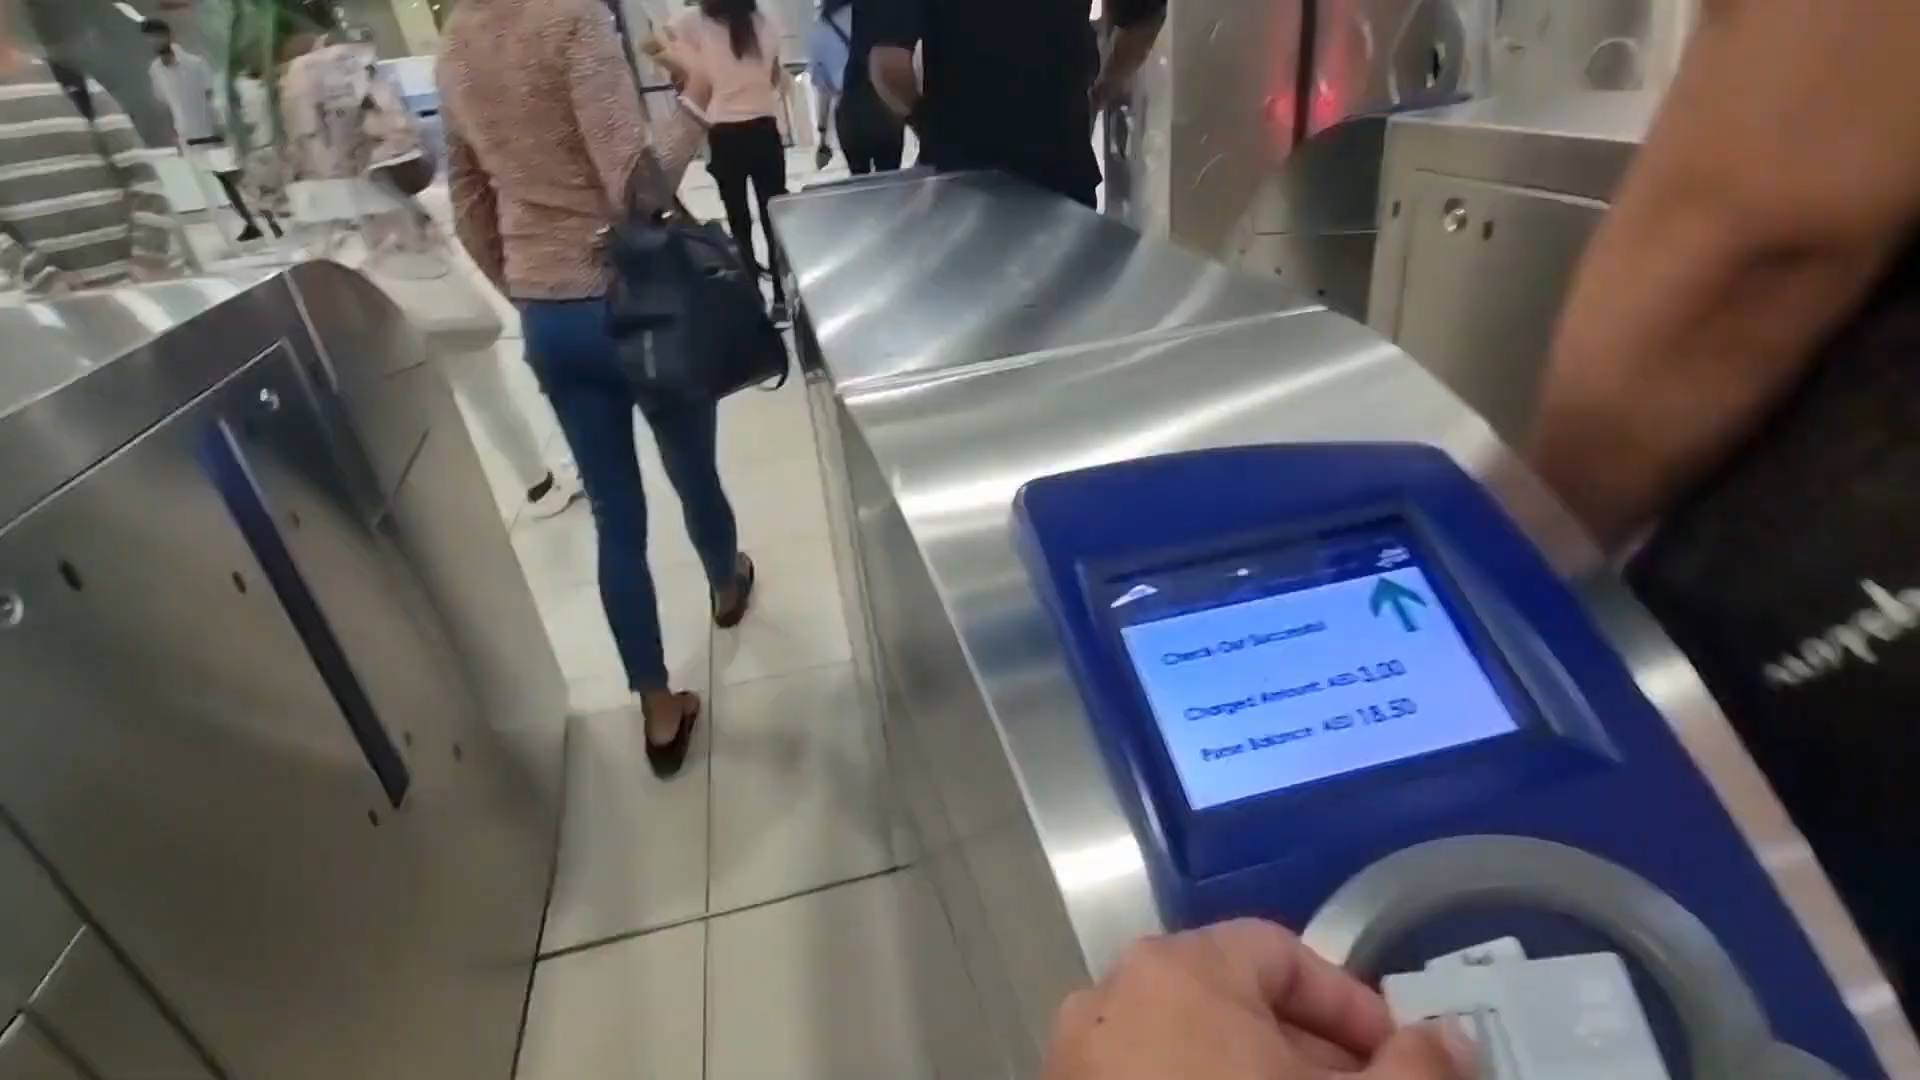 Check-Out Successful
Charged Amount: AED 3.00
Purse Balance: AED 18.50